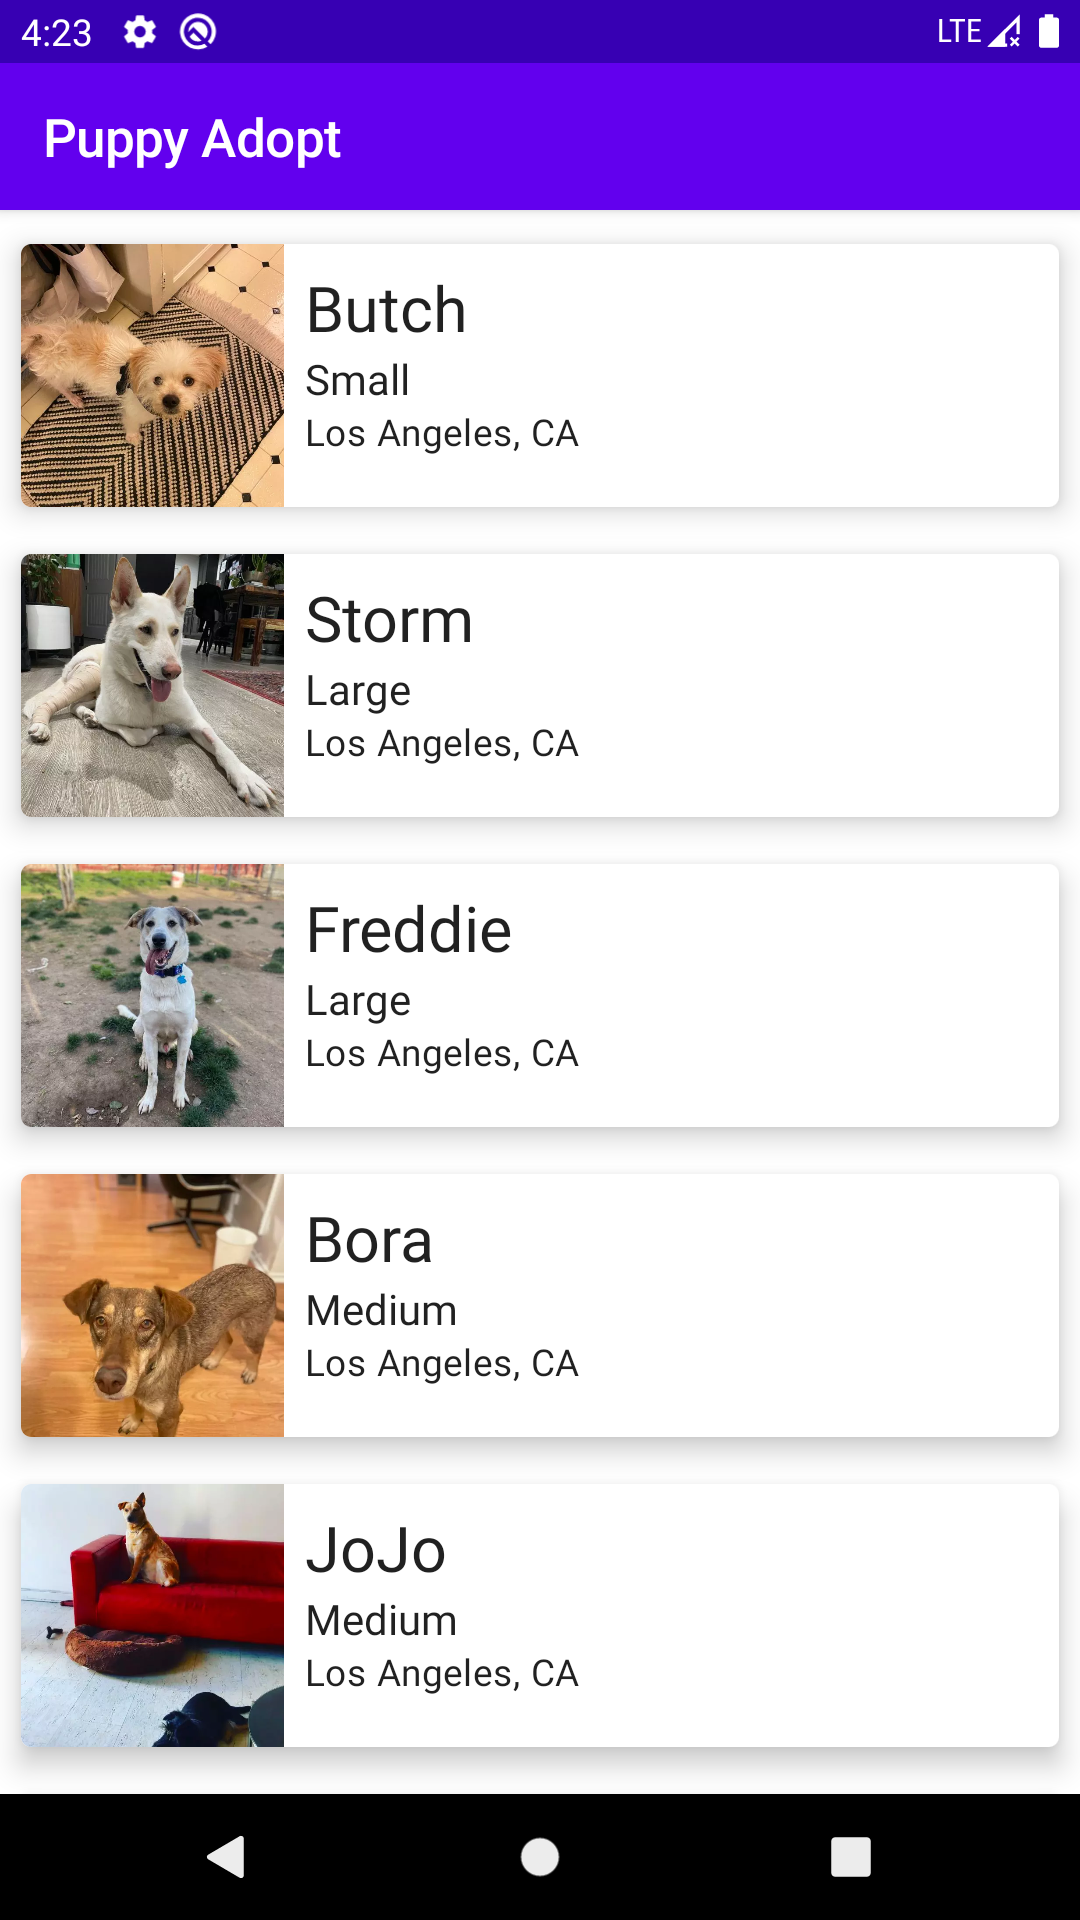 4:23
LTE
Puppy Adopt
Butch
Small
Los Angeles, CA
Storm
Large
Los Angeles, CA
Freddie
Large
Los Angeles, CA
Bora
Medium
Los Angeles, CA
JoJo
Medium
Los Angeles, CA